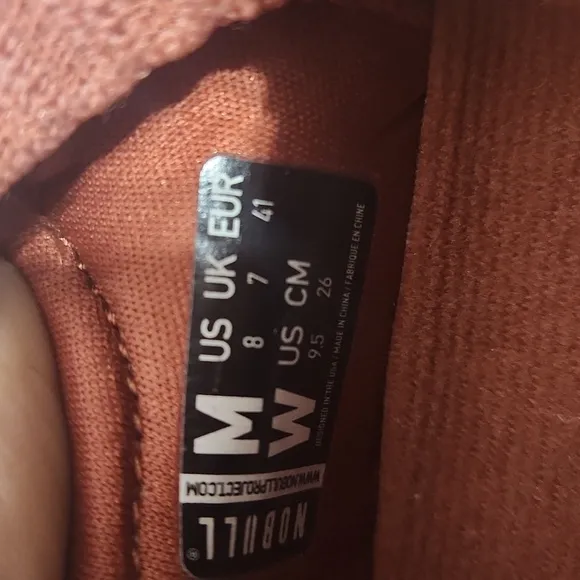 NOBULL®
WWW.NOBULLPROJECT.COM
M US UK EUR
8 7 41
W US CM
9.5 26
DESIGNED IN THE USA / MADE IN CHINA / FABRIQUE EN CHINE